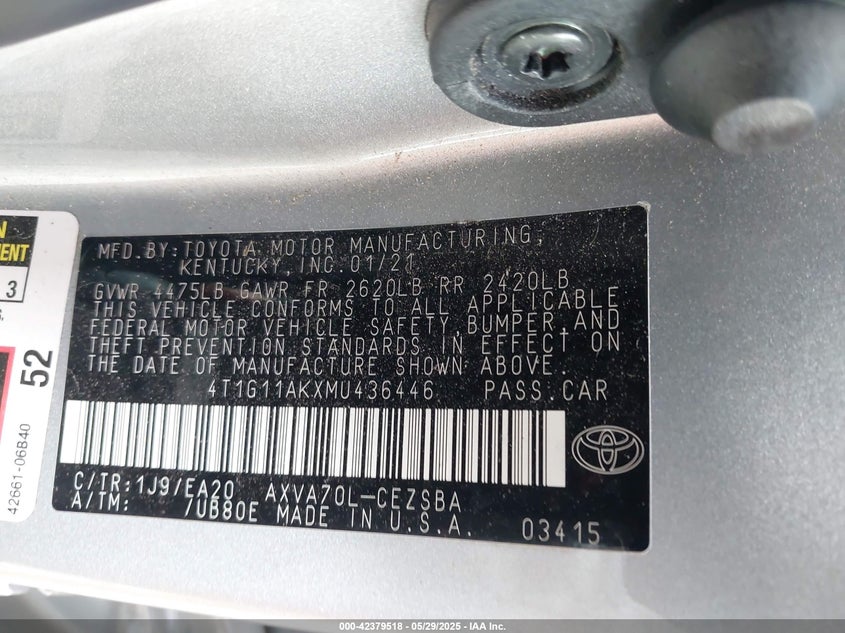 MFD.BY:TOYOTA MOTOR MANUFACTURING,
KENTUCKY,INC.01/21
GVWR 4475LB GAWR FR 2620LB RR 2420LB
THIS VEHICLE CONFORMS TO ALL APPLICABLE
FEDERAL MOTOR VEHICLE SAFETY,BUMPER,AND
THEFT PREVENTION STANDARDS IN EFFECT ON
THE DATE OF MANUFACTURE SHOWN ABOVE.
4T1G11AKXMU436446 PASS.CAR
C/TR:1J9/EA20 AXVA70L-CEZSBA
A/TM: /UB80E MADE IN U.S.A.
03415
3
52
42661-06B40
000-42379518 - 05/29/2025 - IAA Inc.